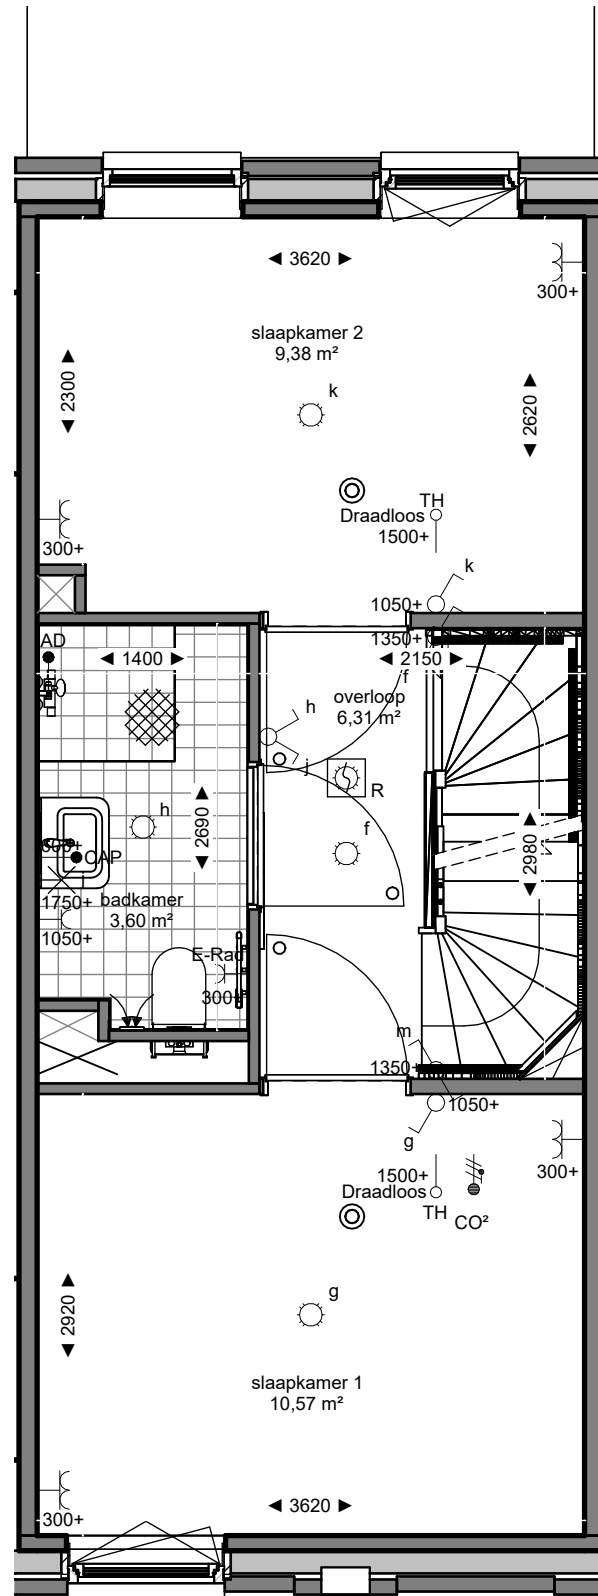 3620
300+
slaapkamer 2
9,38 m²
2300
2620
k
TH
Draadloos
1500+
300+
k
1050+
AD
1350+
1400
2150
f
overloop
6,31 m²
h
j
R
h
2690
f
2980
300+
CAP
badkamer
1750+
3,60 m²
1050+
E-Rad
300+
m
1350+
1050+
g
1500+
300+
Draadloos
TH
CO²
g
2920
slaapkamer 1
10,57 m²
3620
300+